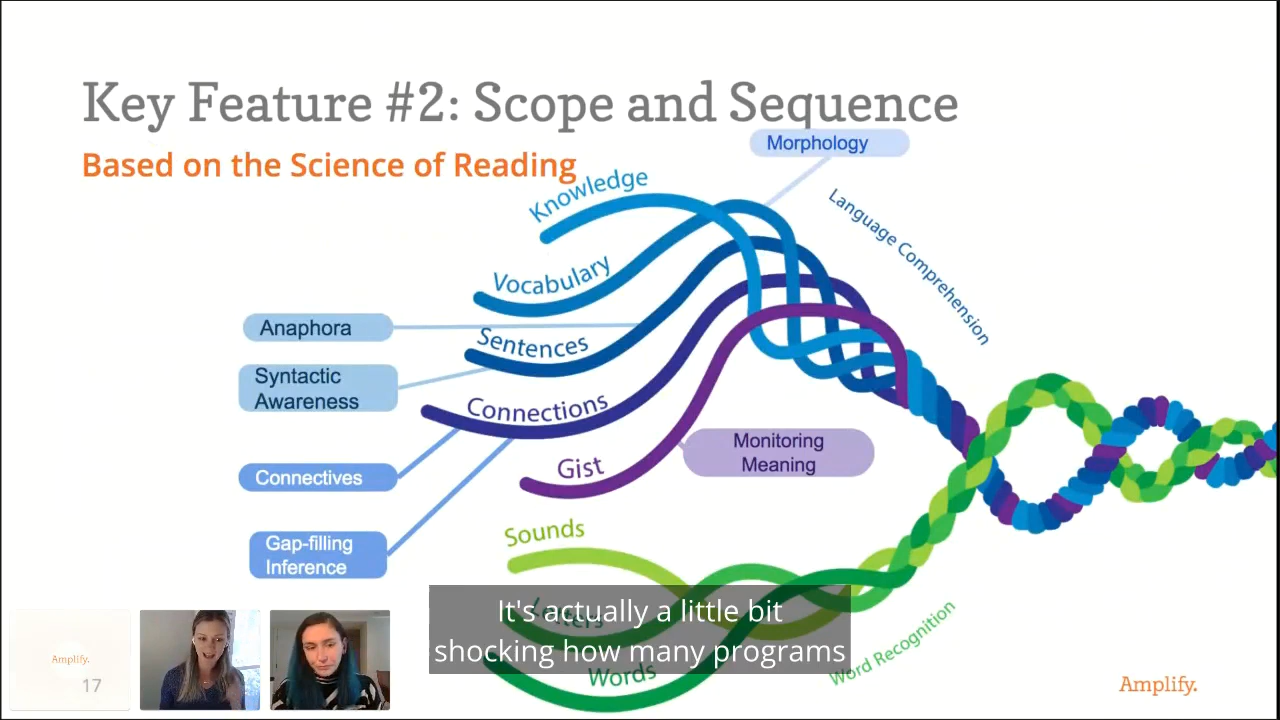 Key Feature #2: Scope and Sequence
Based on the Science of Reading
Morphology
Knowledge
Language Comprehension
Vocabulary
Anaphora
Sentences
Syntactic
Awareness
Connections
Monitoring
Meaning
Gist
Connectives
Sounds
Gap-filling
Inference
Letters
It's actually a little bit
shocking how many programs
Words
Word Recognition
Amplify.
17
Amplify.